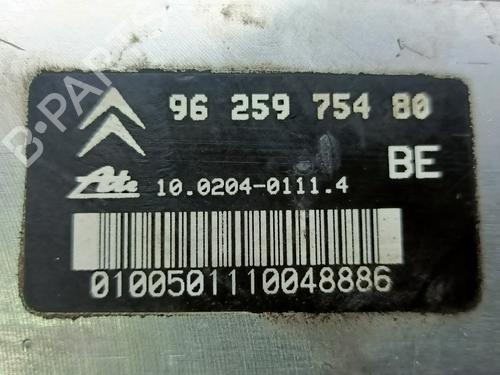 B-PARTS
96 259 754 80
BE
Ate 10.0204-0111.4
0100501110048886